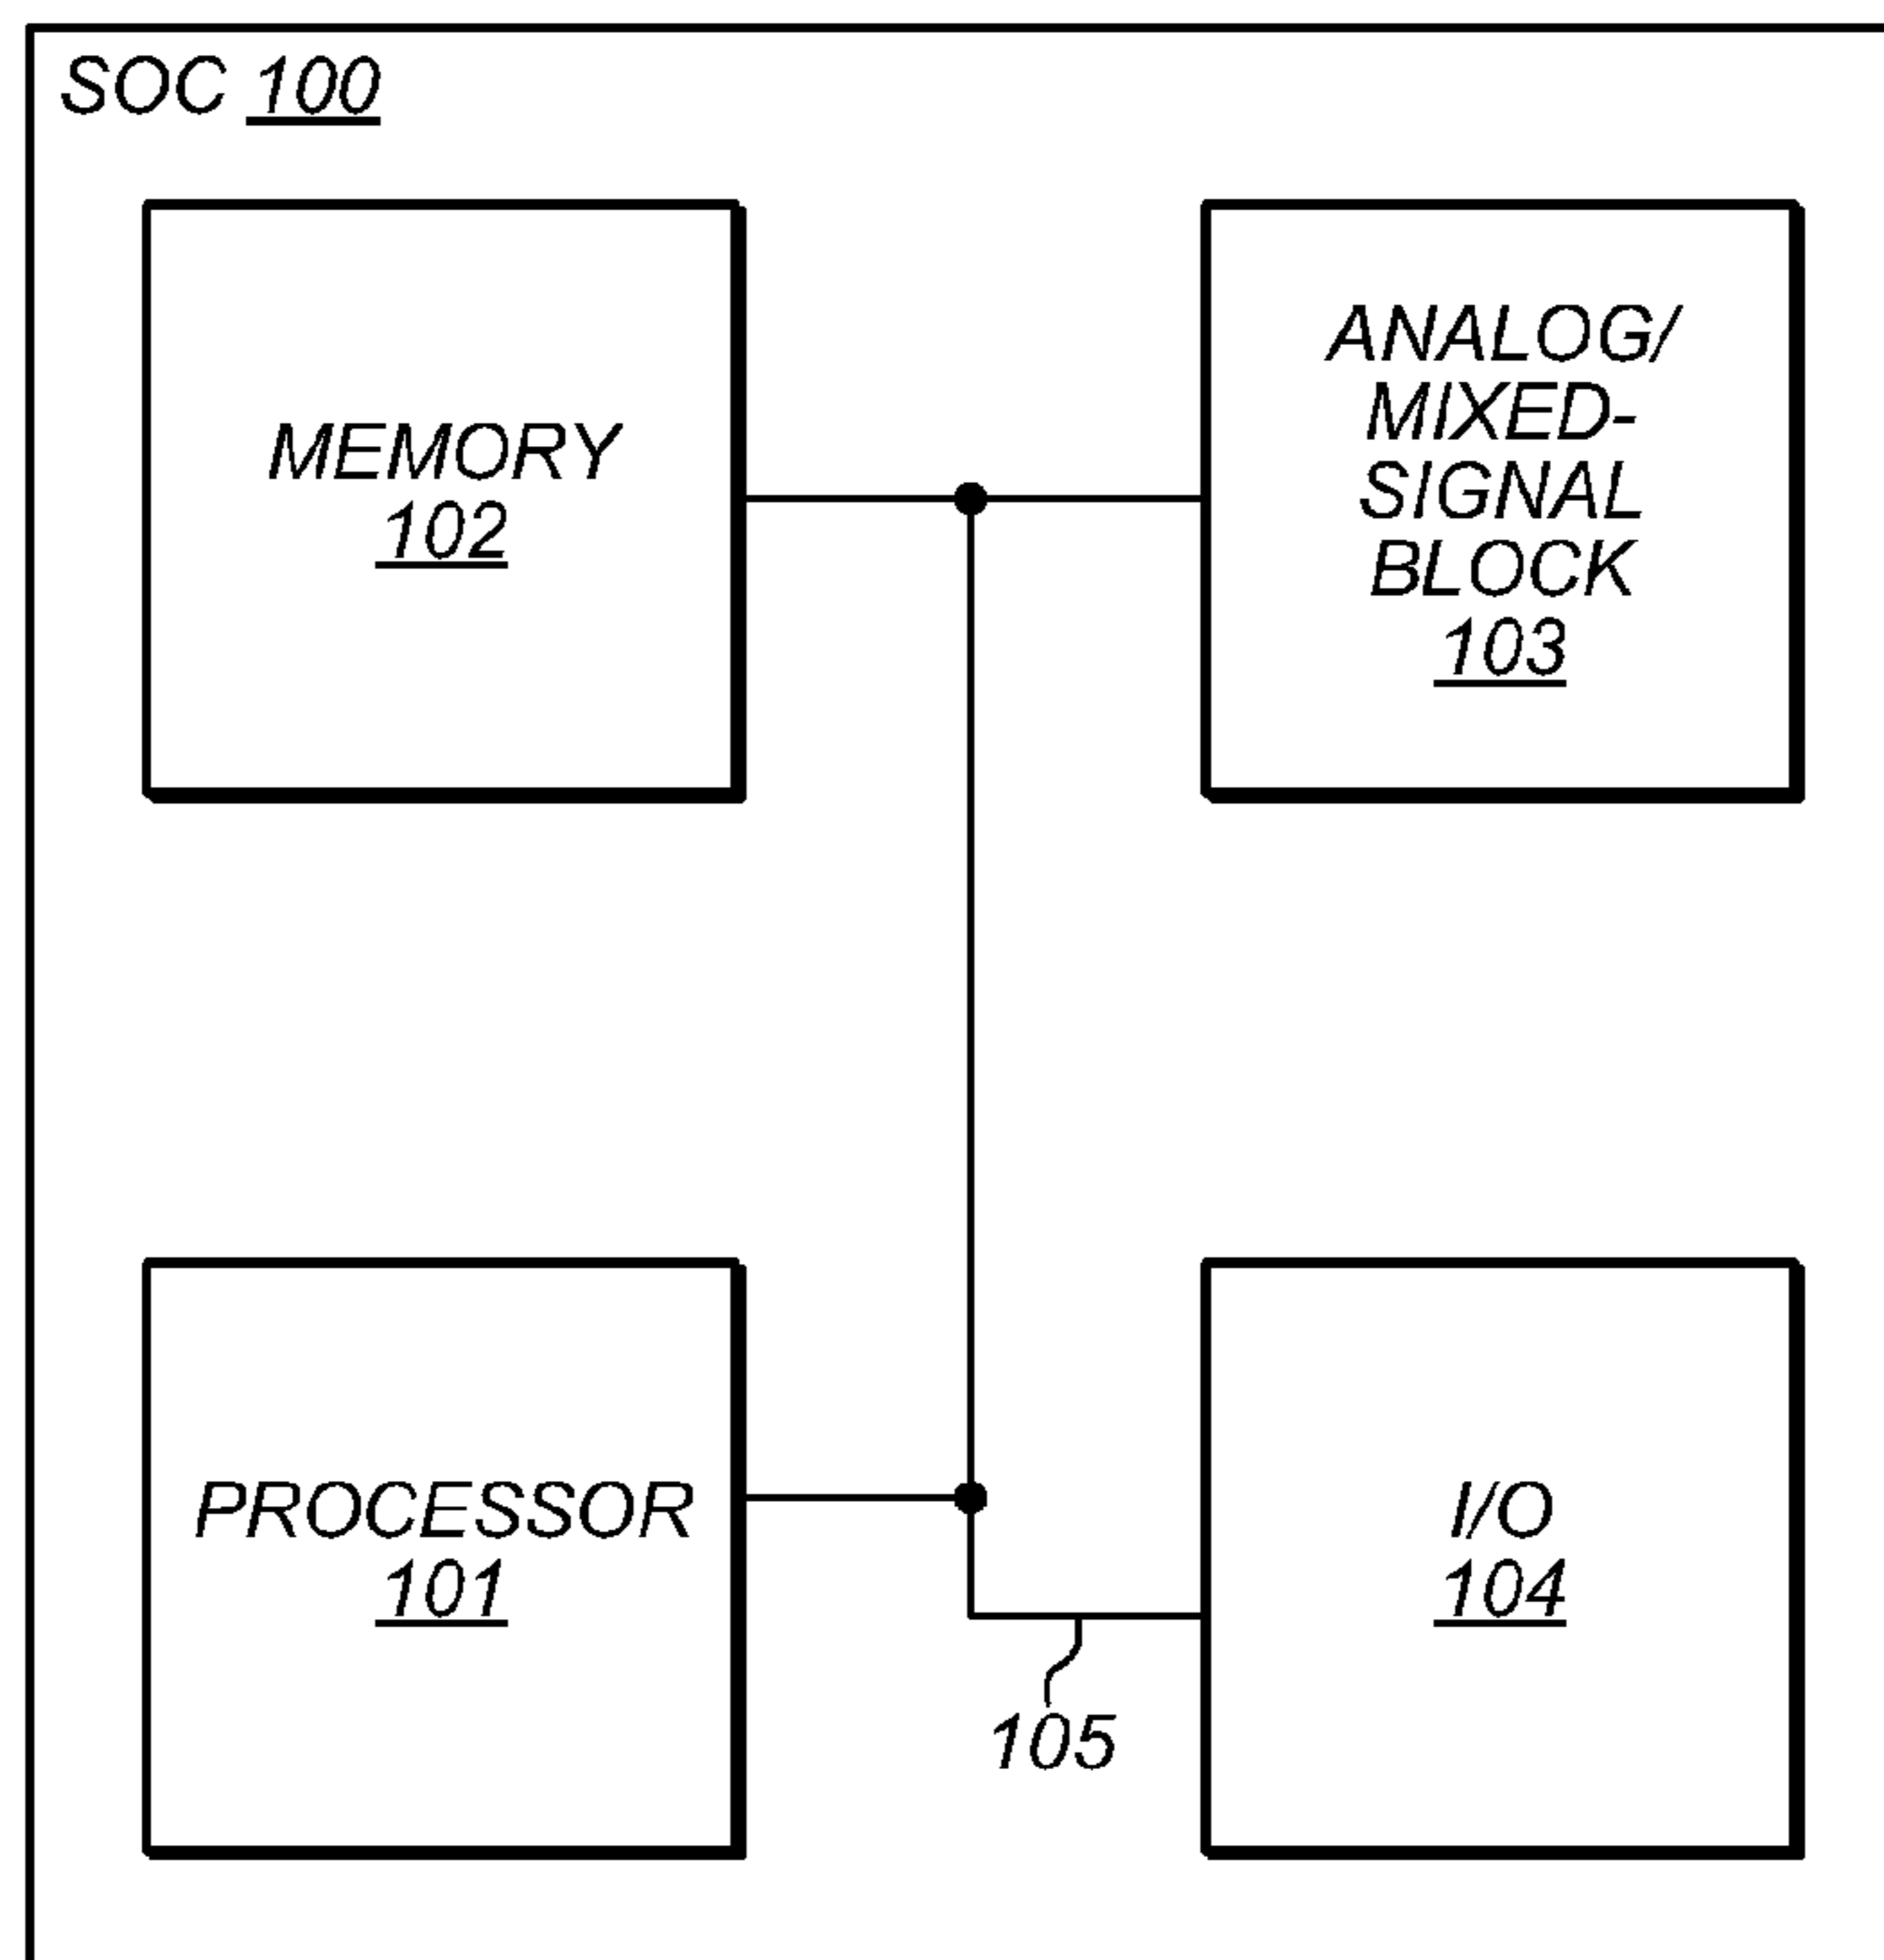 SOC 100
MEMORY
102
ANALOG/
MIXED-
SIGNAL
BLOCK
103
PROCESSOR
101
I/O
104
105